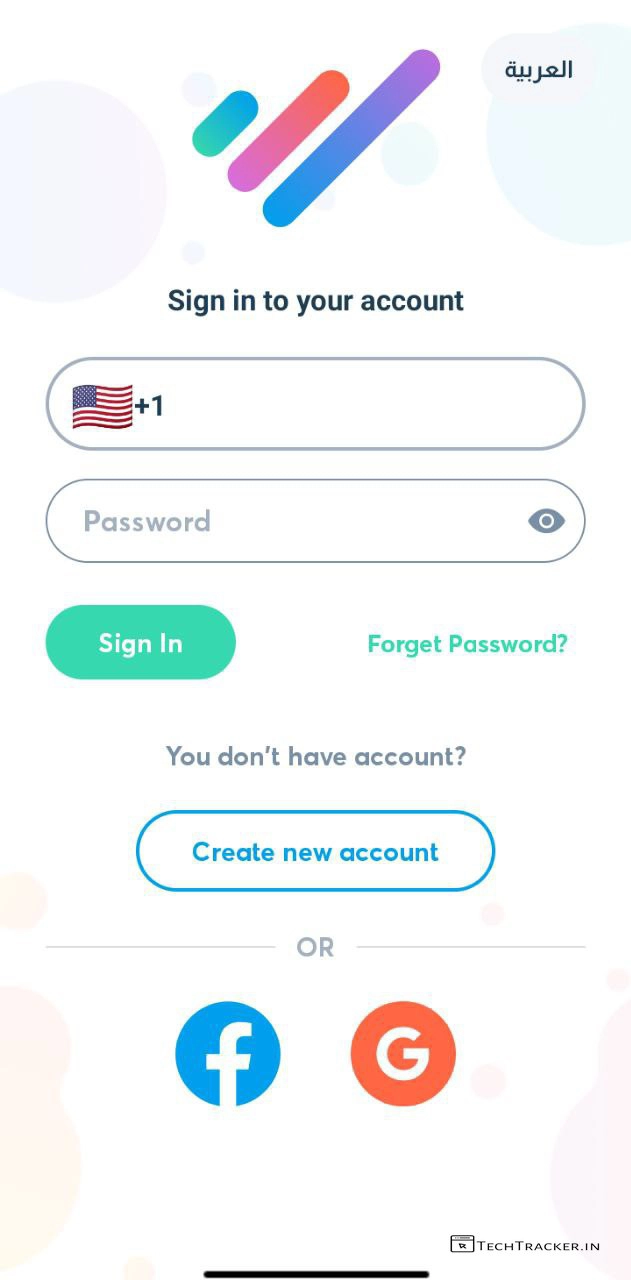 العربية
Sign in to your account
+1
Password
Sign In
Forget Password?
You don't have account?
Create new account
OR
TechTracker.in